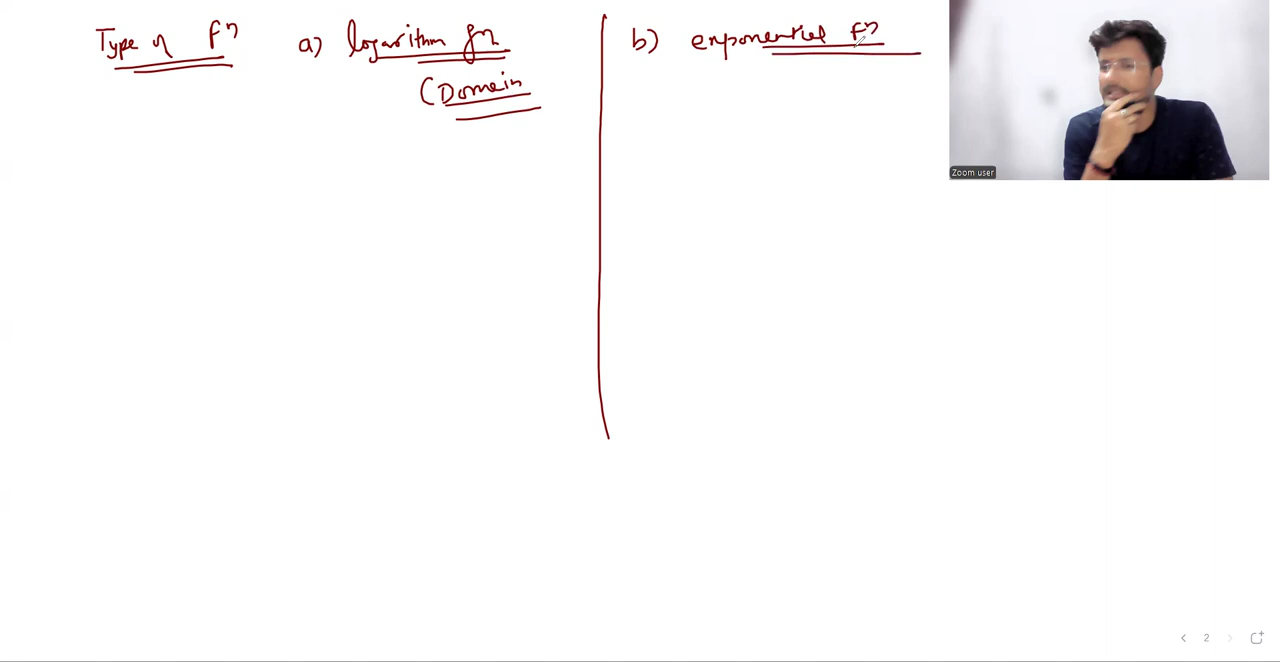 Type of fⁿ
a) logarithm fn
(Domain
b) exponential fⁿ
Zoom user
2